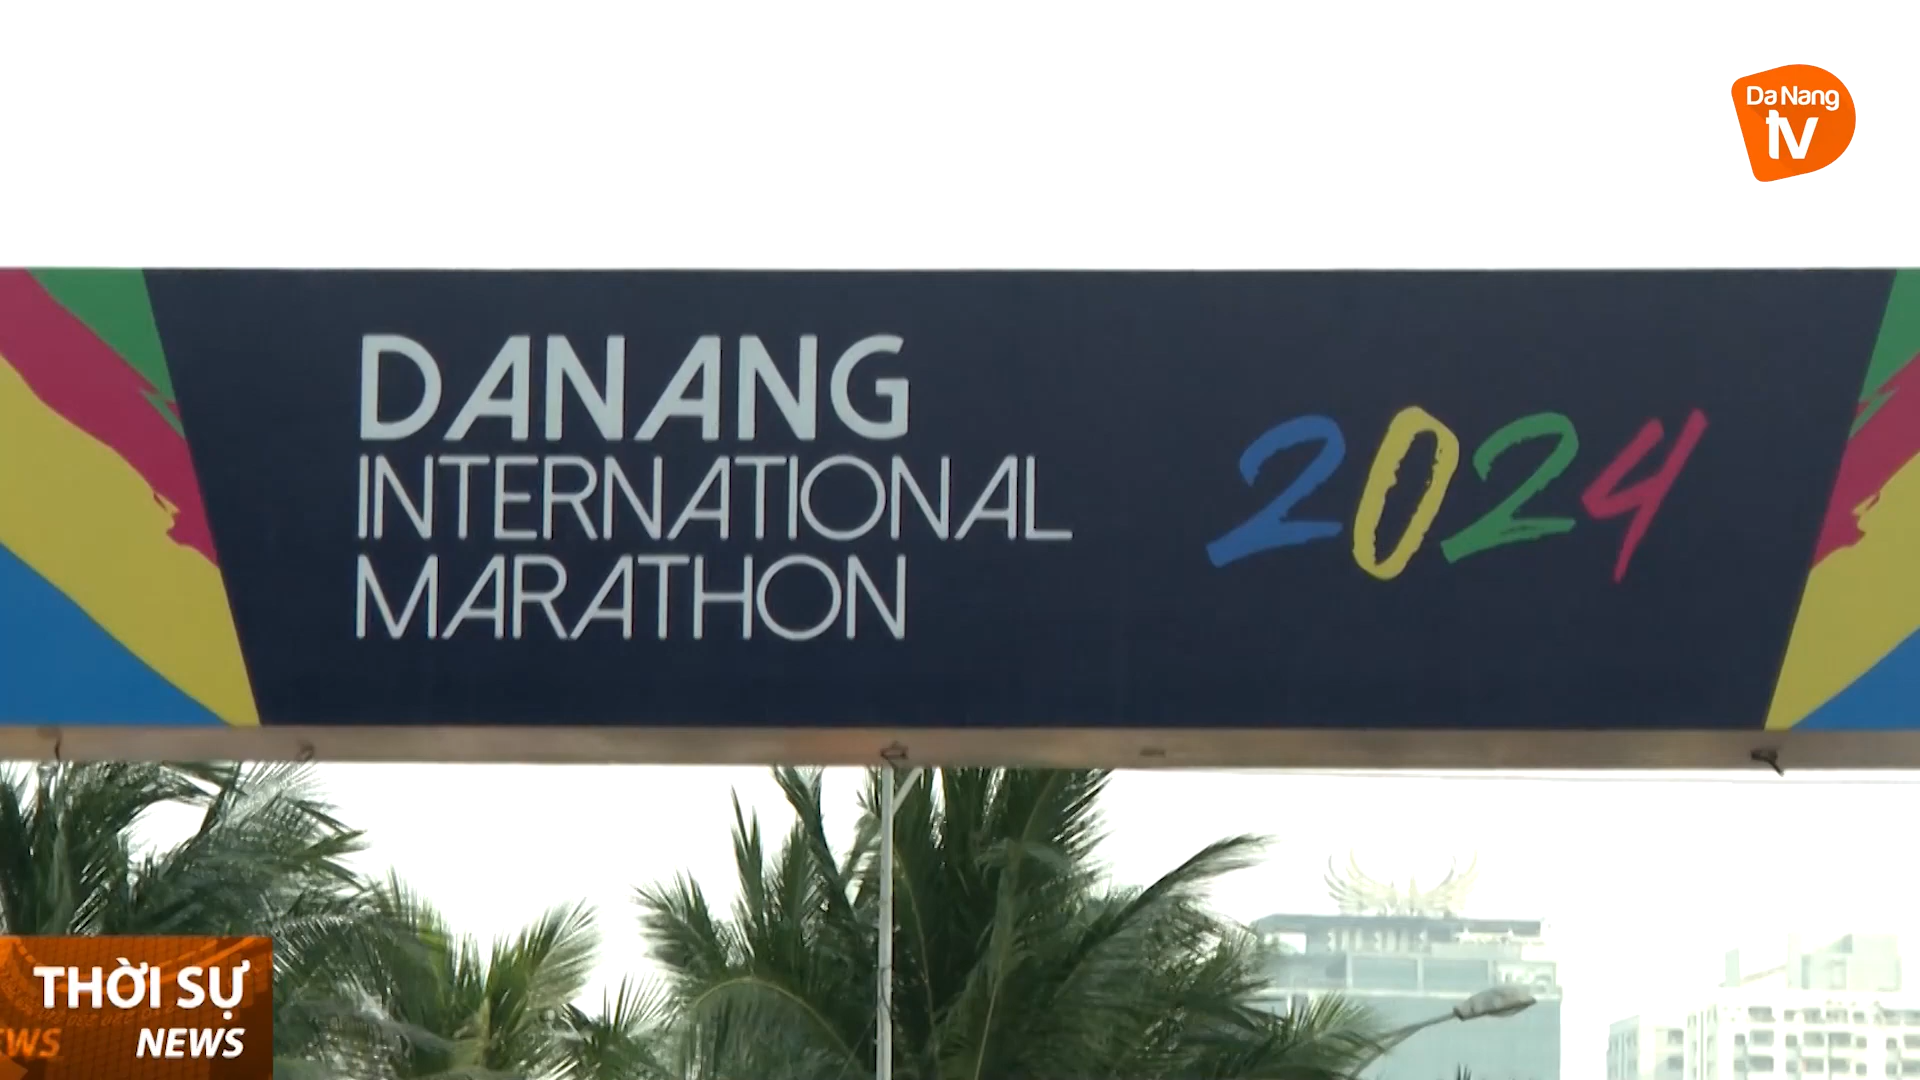 Da Nang
tv
DANANG
INTERNATIONAL
MARATHON
2024
THỜI SỰ
NEWS